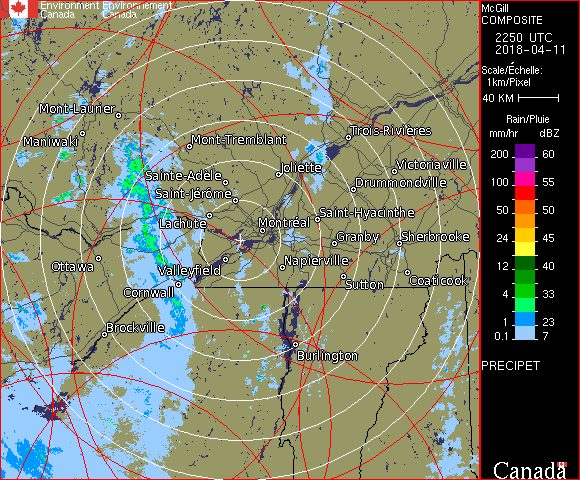 Environment Environnement
Canada Canada
McGill
COMPOSITE
2250 UTC
2018-04-11
Scale/Échelle:
1km/Pixel
40 KM
Rain/Pluie
mm/hr dBZ
200 60
100 55
50 50
24 45
12 40
4 33
1 23
0.1 7
PRECIPET
Canada
Mont-Laurier
Maniwaki
Mont-Tremblant
Trois-Rivières
Sainte-Adèle
Joliette
Victoriaville
Saint-Jérôme
Drummondville
Lachute
Montréal
Saint-Hyacinthe
Granby
Sherbrooke
Ottawa
Valleyfield
Napierville
Cornwall
Sutton
Coaticook
Brockville
Burlington